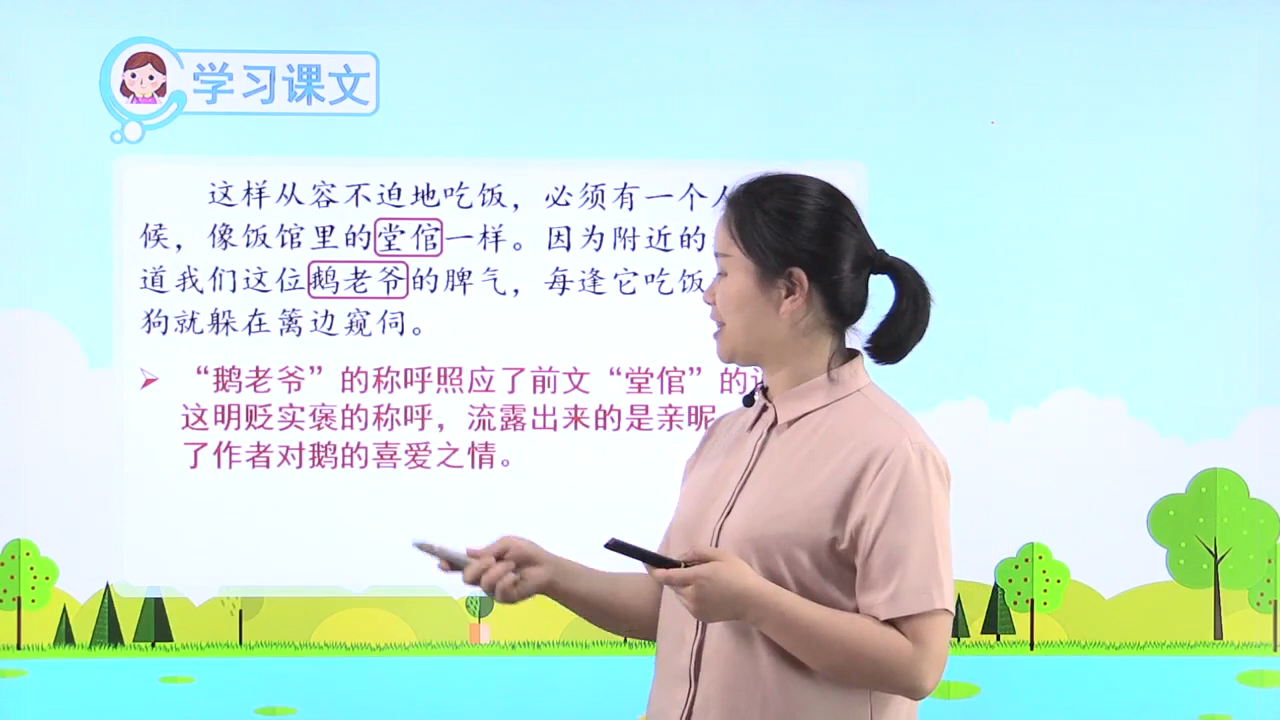 学习课文
这样从容不迫地吃饭，必须有一个人
候，像饭馆里的堂倌一样。因为附近的
道我们这位鹅老爷的脾气，每逢它吃饭
狗就躲在篱边窥伺。
“鹅老爷”的称呼照应了前文“堂倌”的
这明贬实褒的称呼，流露出来的是亲昵
了作者对鹅的喜爱之情。